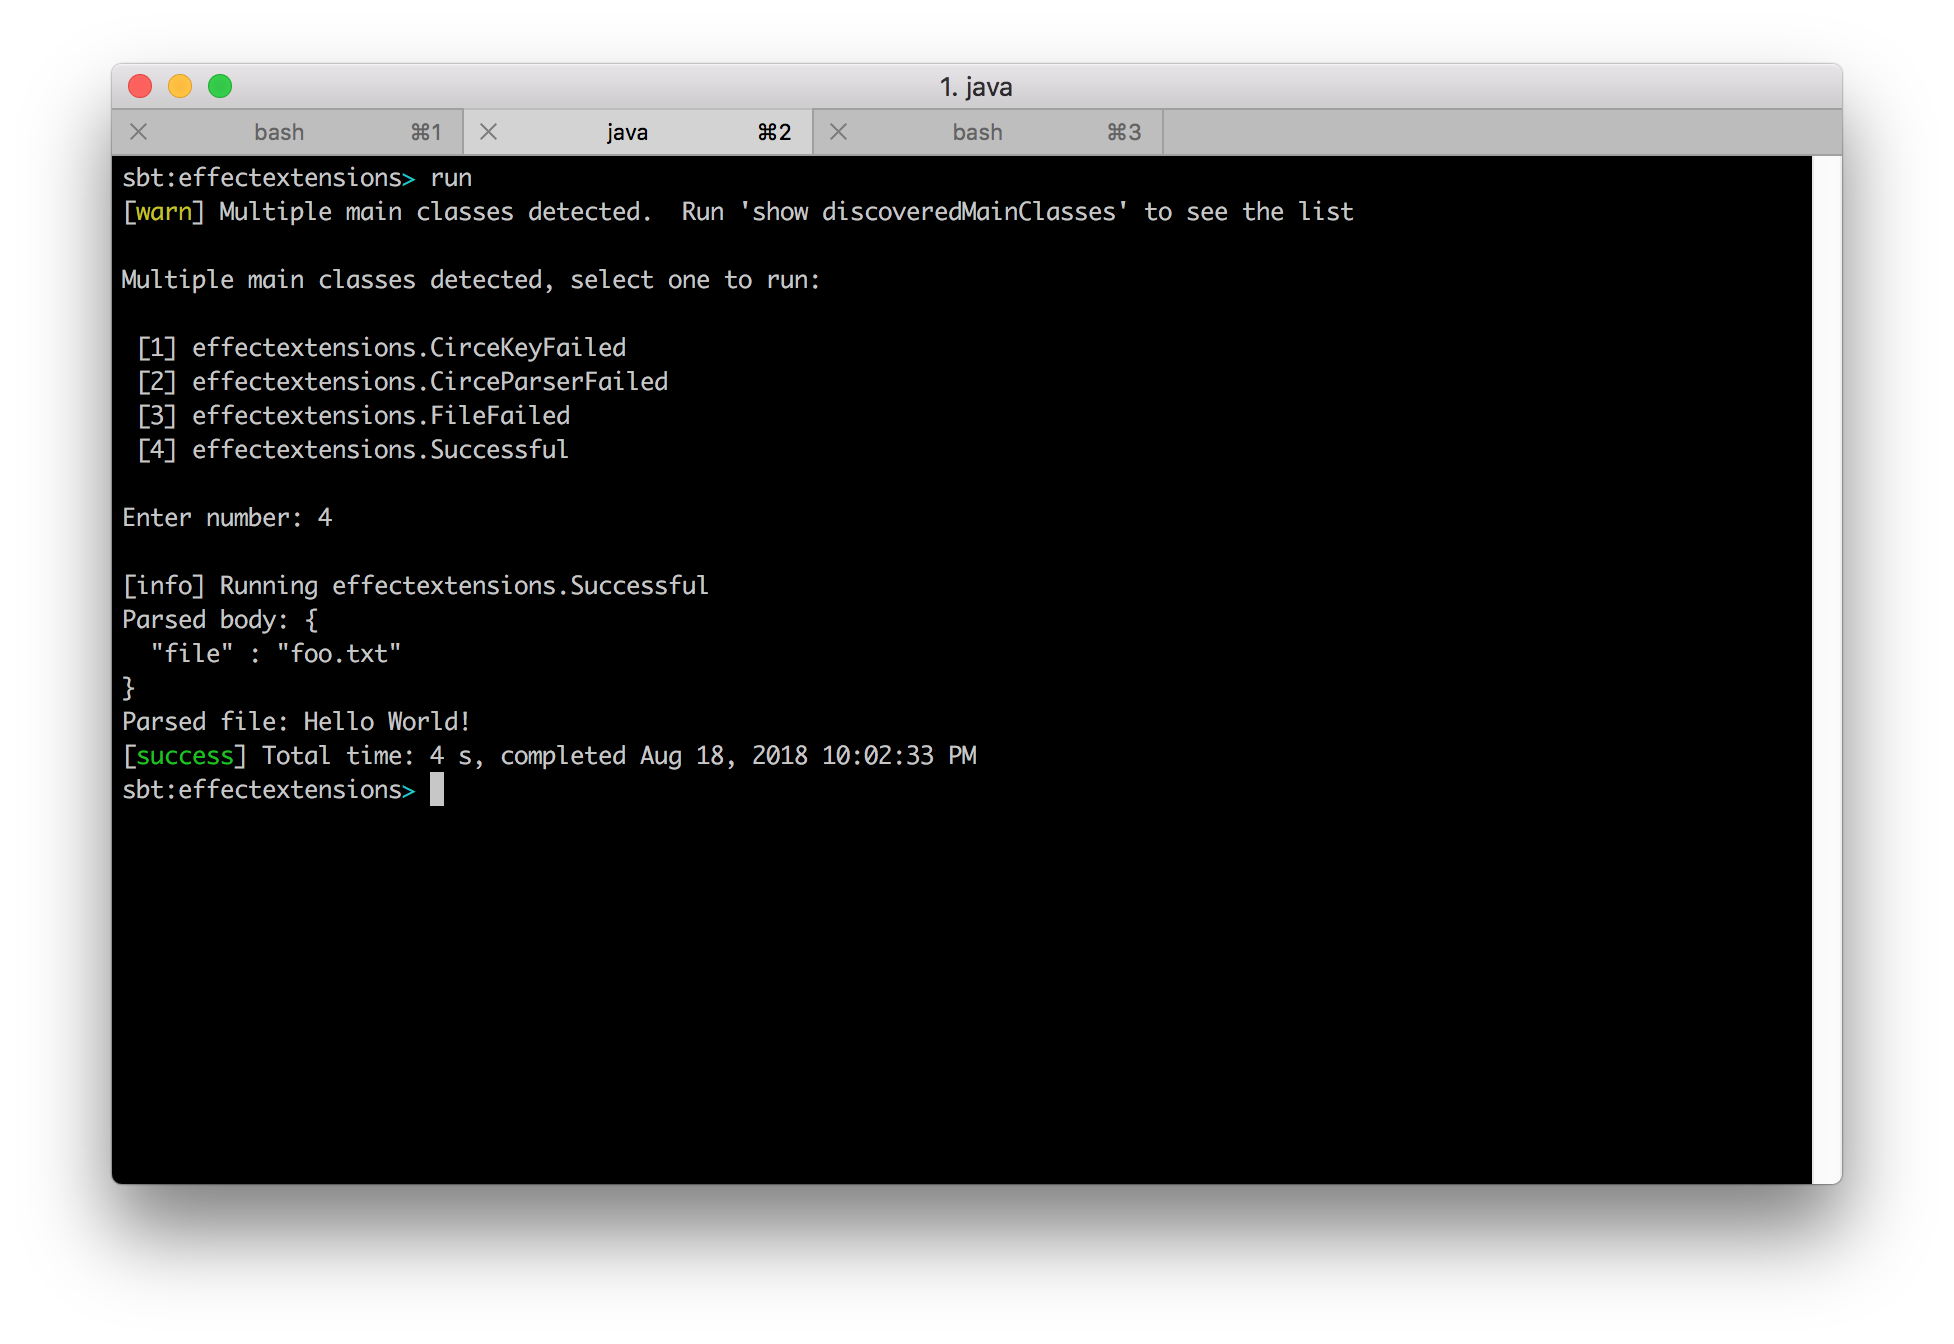 1. java
bash ⌘1 java ⌘2 bash ⌘3
sbt:effectextensions> run
[warn] Multiple main classes detected.  Run 'show discoveredMainClasses' to see the list
Multiple main classes detected, select one to run:
 [1] effectextensions.CirceKeyFailed
 [2] effectextensions.CirceParserFailed
 [3] effectextensions.FileFailed
 [4] effectextensions.Successful
Enter number: 4
[info] Running effectextensions.Successful
Parsed body: {
  "file" : "foo.txt"
}
Parsed file: Hello World!
[success] Total time: 4 s, completed Aug 18, 2018 10:02:33 PM
sbt:effectextensions>